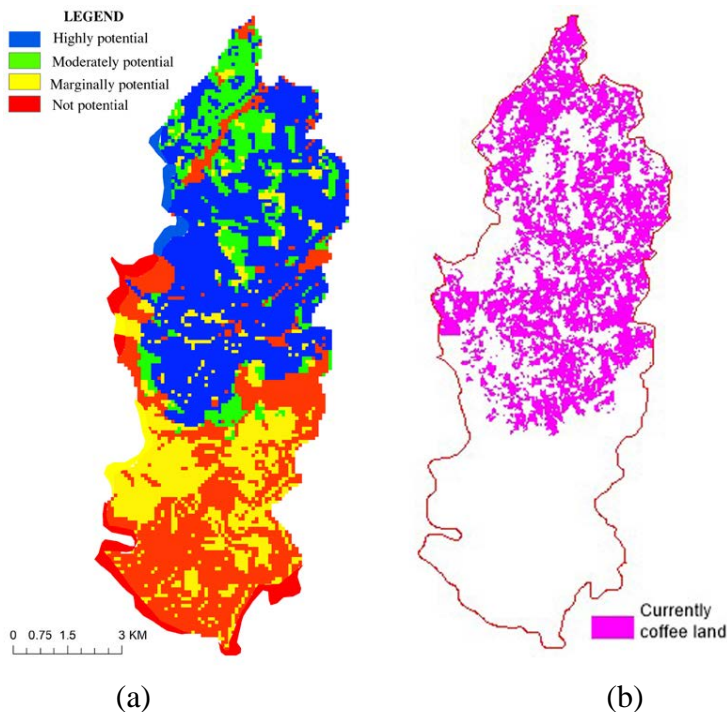 LEGEND
Highly potential
Moderately potential
Marginally potential
Not potential
0 0.75 1.5 3 KM
Currently
coffee land
(a)
(b)